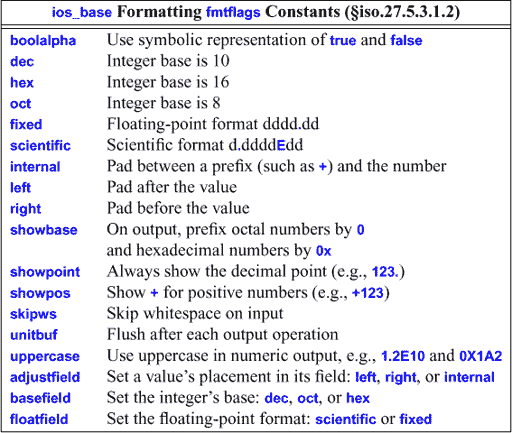 ios_base Formatting fmtflags Constants (§iso.27.5.3.1.2)
boolalpha Use symbolic representation of true and false
dec Integer base is 10
hex Integer base is 16
oct Integer base is 8
fixed Floating-point format dddd.dd
scientific Scientific format d.ddddEdd
internal Pad between a prefix (such as +) and the number
left Pad after the value
right Pad before the value
showbase On output, prefix octal numbers by 0
and hexadecimal numbers by 0x
showpoint Always show the decimal point (e.g., 123.)
showpos Show + for positive numbers (e.g., +123)
skipws Skip whitespace on input
unitbuf Flush after each output operation
uppercase Use uppercase in numeric output, e.g., 1.2E10 and 0X1A2
adjustfield Set a value's placement in its field: left, right, or internal
basefield Set the integer's base: dec, oct, or hex
floatfield Set the floating-point format: scientific or fixed